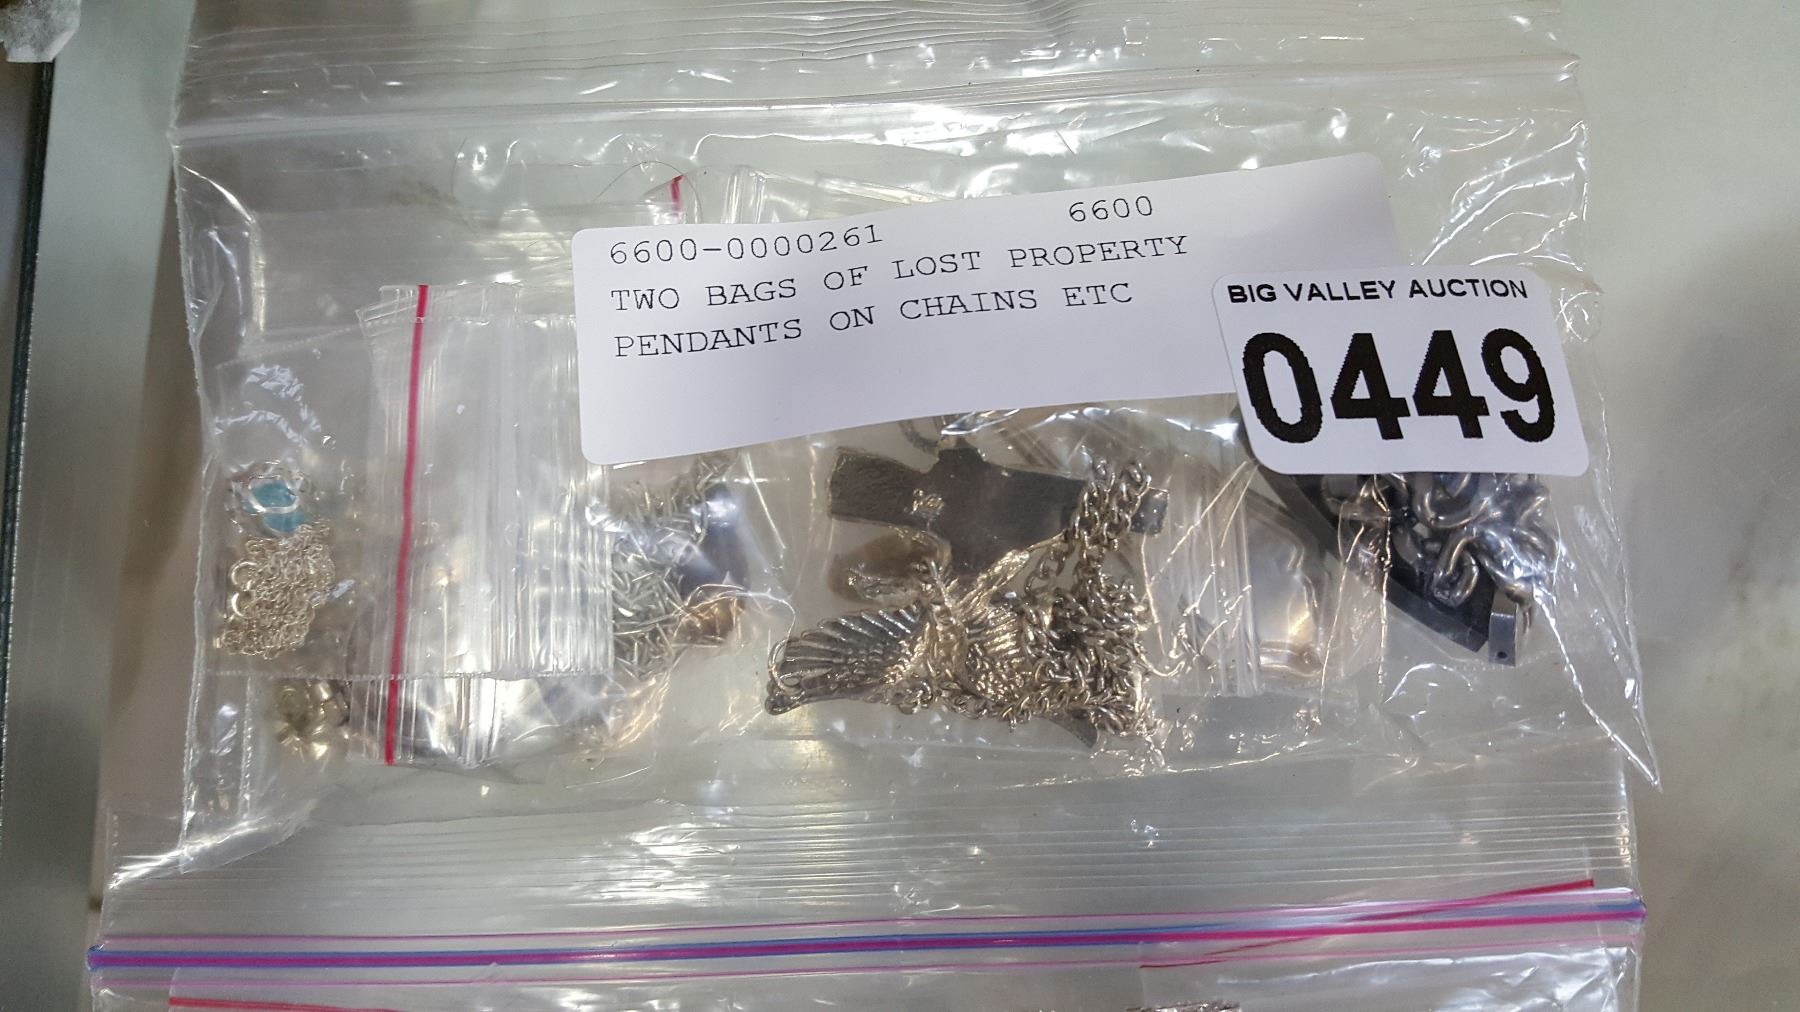 6600-0000261 6600
TWO BAGS OF LOST PROPERTY
PENDANTS ON CHAINS ETC
BIG VALLEY AUCTION
0449